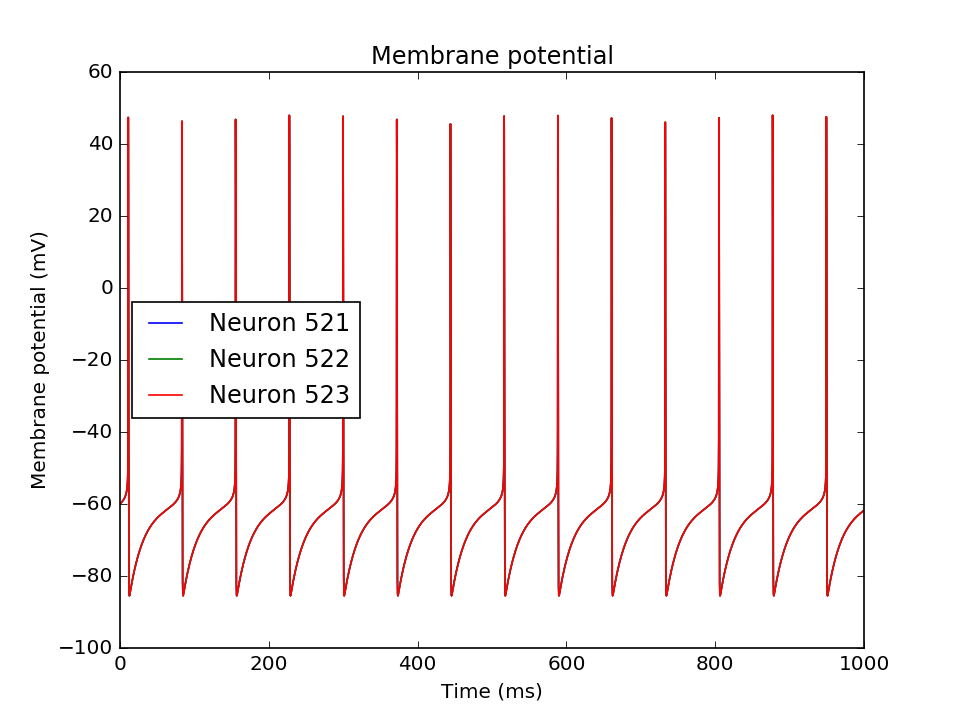 Membrane potential
60
40
20
0
−20
−40
−60
−80
−100
Membrane potential (mV)
Neuron 521
Neuron 522
Neuron 523
0 200 400 600 800 1000
Time (ms)